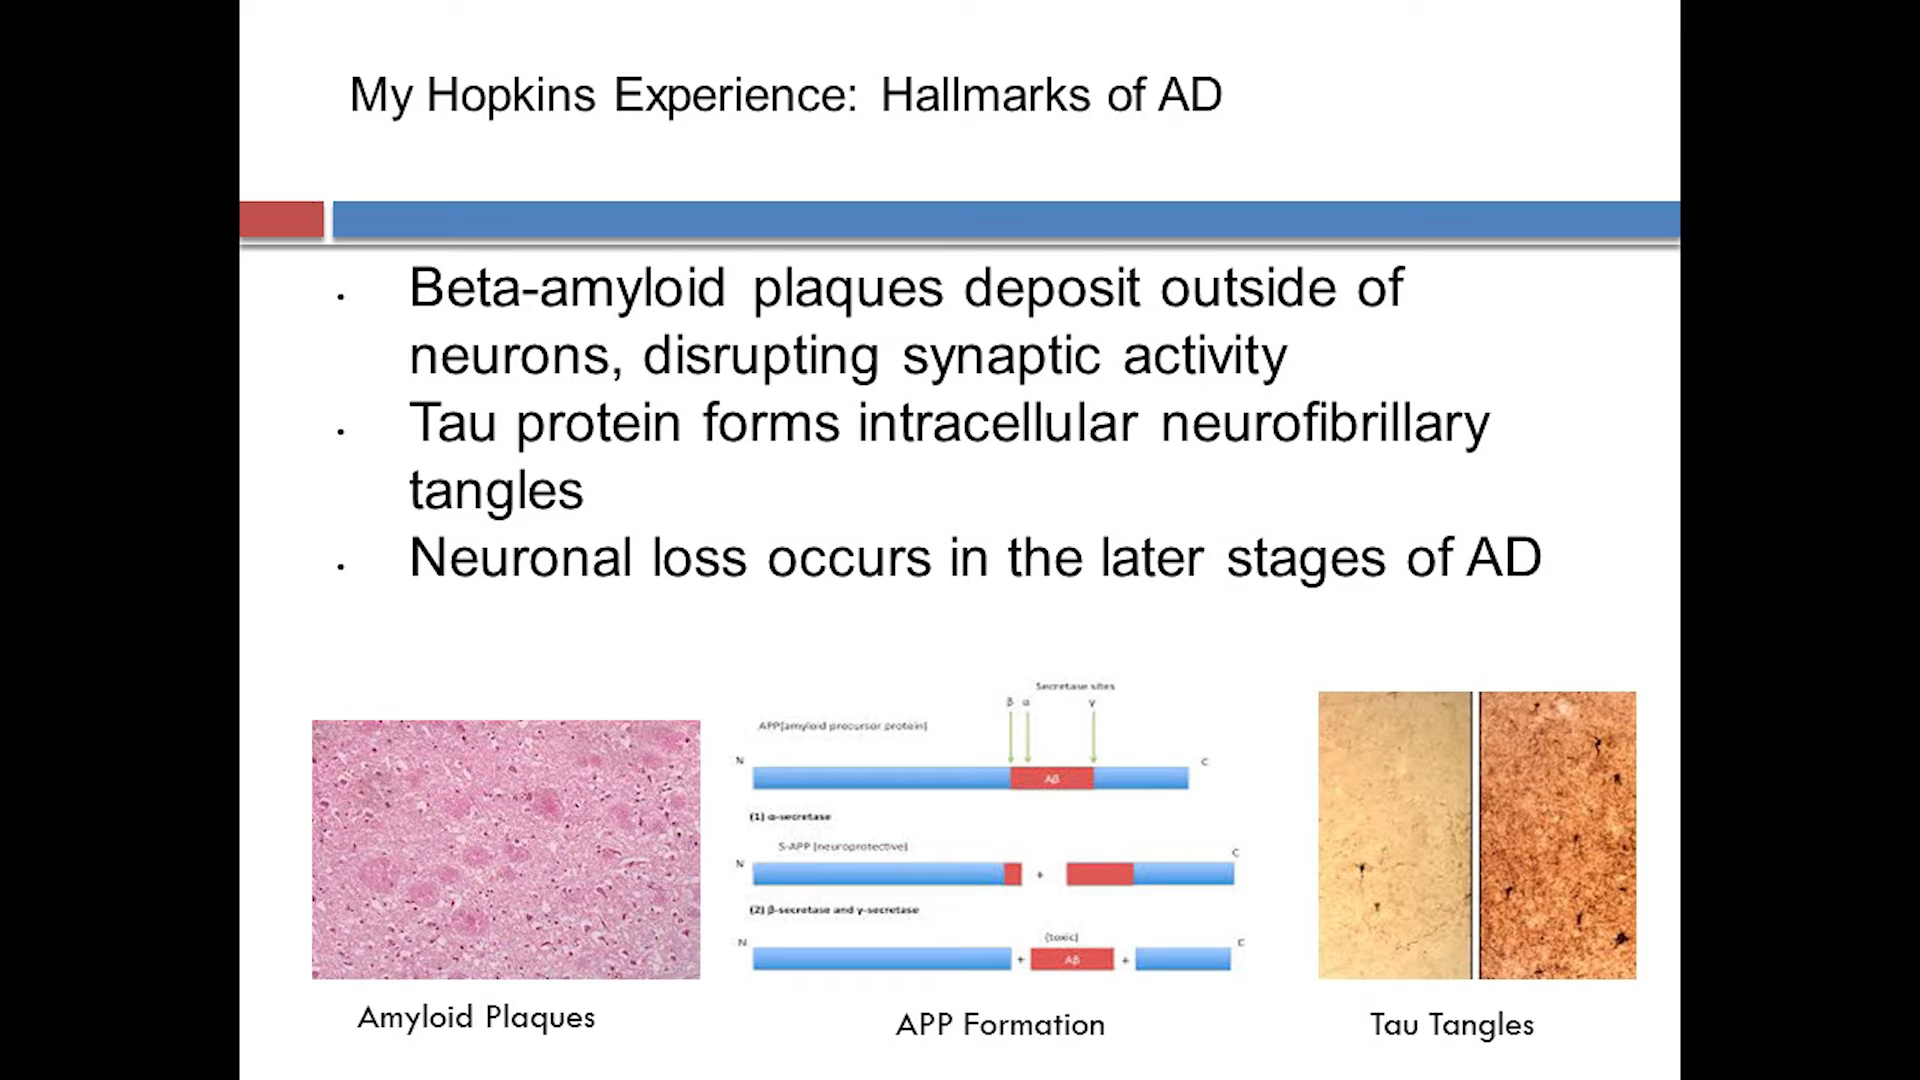 My Hopkins Experience: Hallmarks of AD
• Beta-amyloid plaques deposit outside of
neurons, disrupting synaptic activity
• Tau protein forms intracellular neurofibrillary
tangles
• Neuronal loss occurs in the later stages of AD
Secretase sites
β α γ
APP(amyloid precursor protein)
N C
Aβ
(1) α-secretase
S-APP (neuroprotective)
N C
+
(2) β-secretase and γ-secretase
(toxic)
N C
+ Aβ +
Amyloid Plaques
APP Formation
Tau Tangles